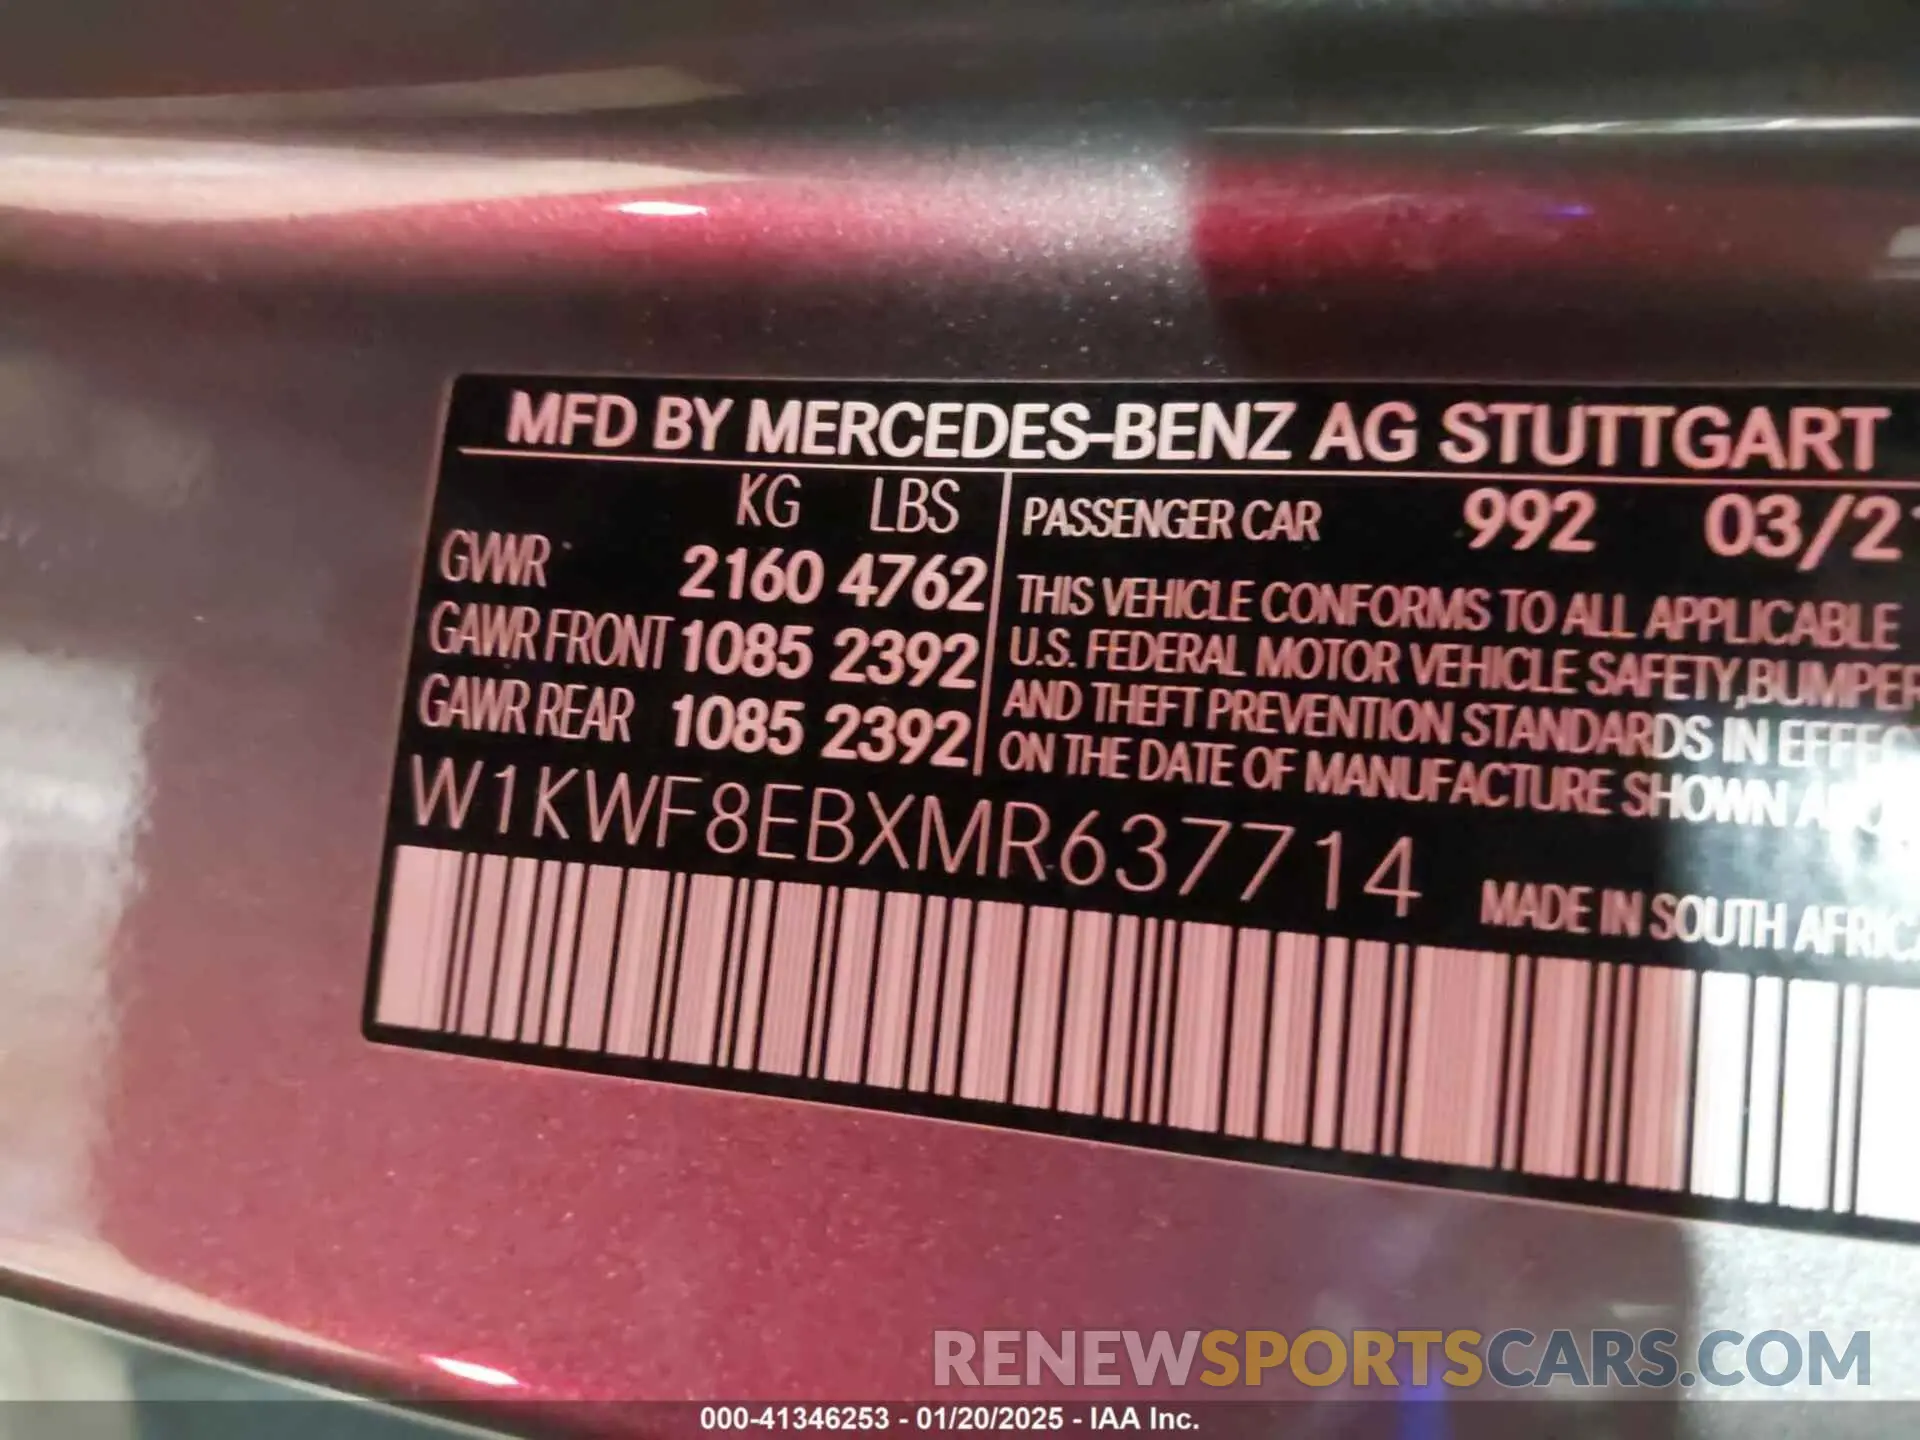 MFD BY MERCEDES-BENZ AG STUTTGART
KG LBS
GVWR 2160 4762
GAWR FRONT 1085 2392
GAWR REAR 1085 2392
PASSENGER CAR 992 03/21
THIS VEHICLE CONFORMS TO ALL APPLICABLE
U.S. FEDERAL MOTOR VEHICLE SAFETY,BUMPER
AND THEFT PREVENTION STANDARDS IN
ON THE DATE OF MANUFACTURE SHOWN
W1KWF8EBXMR637714
MADE IN SOUTH AFRICA
RENEWSPORTSCARS.COM
000-41346253 - 01/20/2025 - IAA Inc.